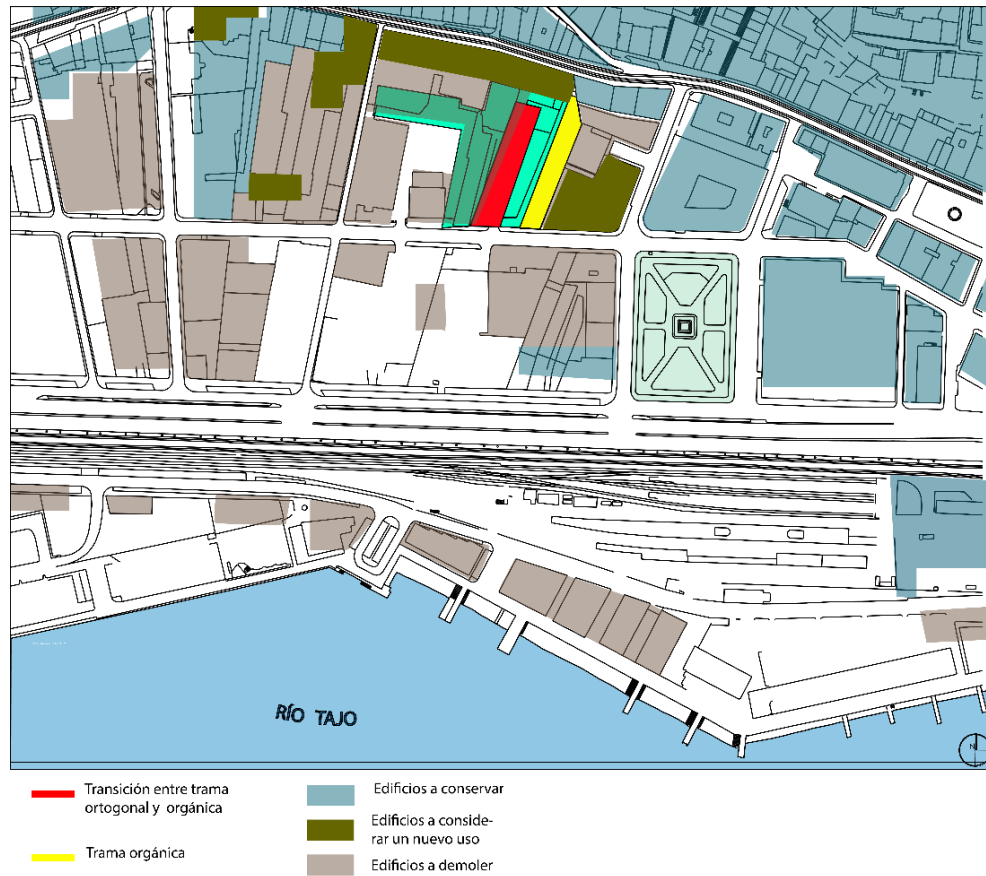 RÍO TAJO
N
Transición entre trama
ortogonal y orgánica
Trama orgánica
Edificios a conservar
Edificios a conside-
rar un nuevo uso
Edificios a demoler